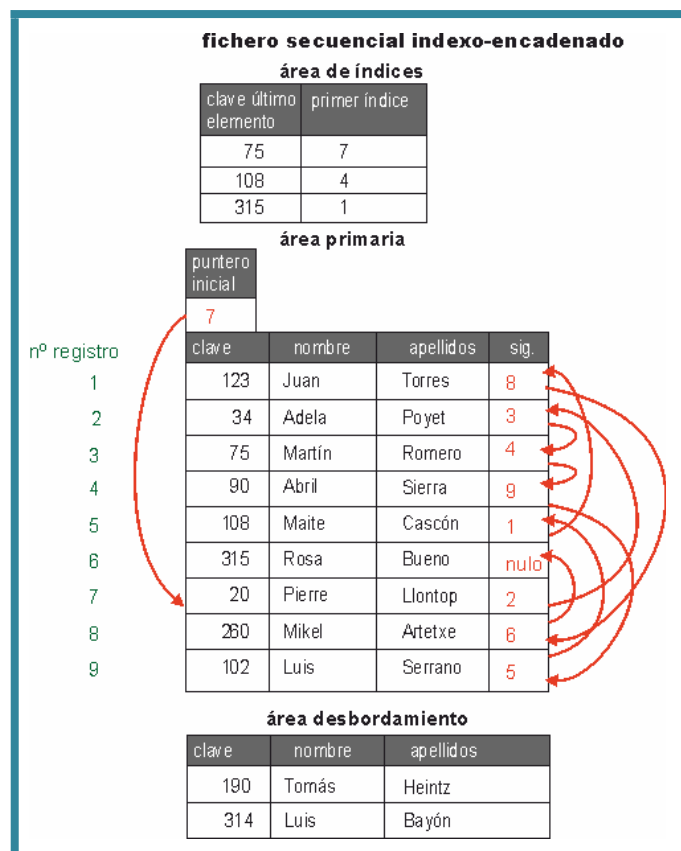 fichero secuencial indexo-encadenado
área de índices
clave último elemento primer índice
75 7
108 4
315 1
área primaria
puntero inicial
7
nº registro clave nombre apellidos sig.
1 123 Juan Torres 8
2 34 Adela Poyet 3
3 75 Martín Romero 4
4 90 Abril Sierra 9
5 108 Maite Cascón 1
6 315 Rosa Bueno nulo
7 20 Pierre Llontop 2
8 260 Mikel Artetxe 6
9 102 Luis Serrano 5
área desbordamiento
clave nombre apellidos
190 Tomás Heintz
314 Luis Bayón